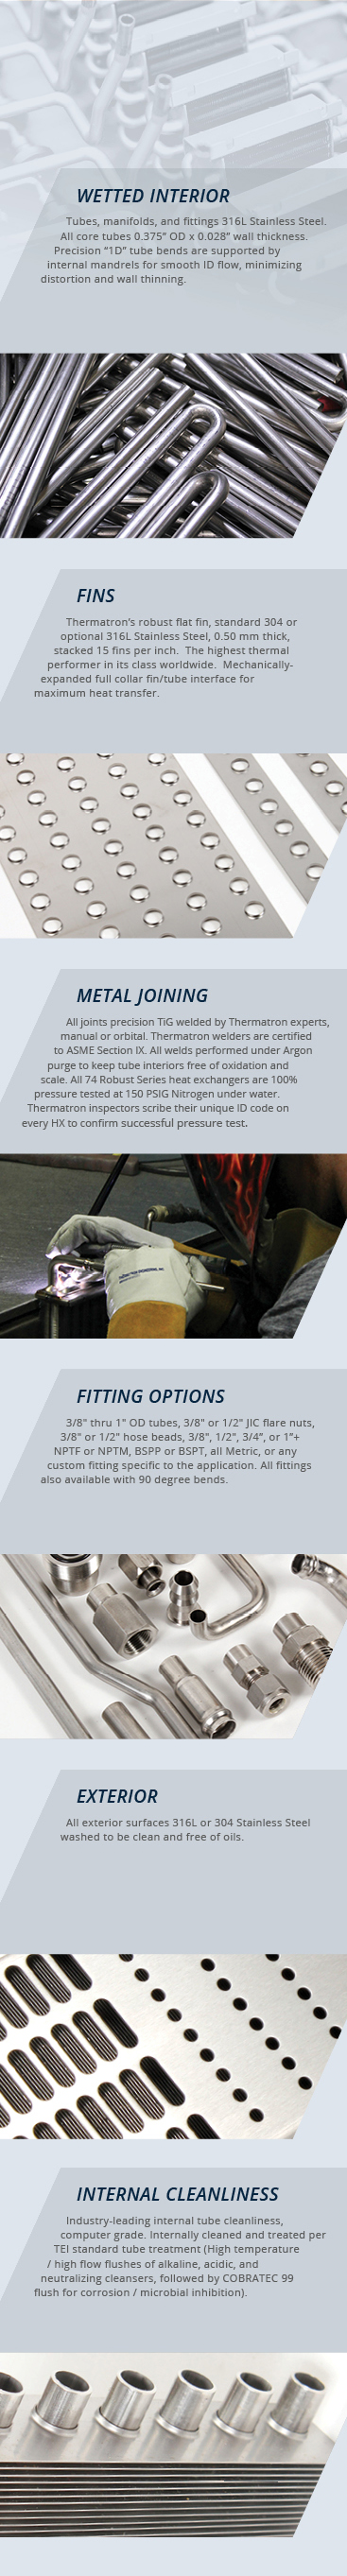 WETTED INTERIOR
Tubes, manifolds, and fittings 316L Stainless Steel.
All core tubes 0.375” OD x 0.028” wall thickness.
Precision “1D” tube bends are supported by
internal mandrels for smooth ID flow, minimizing
distortion and wall thinning.
FINS
Thermatron’s robust flat fin, standard 304 or
optional 316L Stainless Steel, 0.50 mm thick,
stacked 15 fins per inch. The highest thermal
performer in its class worldwide. Mechanically-
expanded full collar fin/tube interface for
maximum heat transfer.
METAL JOINING
All joints precision TiG welded by Thermatron experts,
manual or orbital. Thermatron welders are certified
to ASME Section IX. All welds performed under Argon
purge to keep tube interiors free of oxidation and
scale. All 74 Robust Series heat exchangers are 100%
pressure tested at 150 PSIG Nitrogen under water.
Thermatron inspectors scribe their unique ID code on
every HX to confirm successful pressure test.
FITTING OPTIONS
3/8" thru 1" OD tubes, 3/8" or 1/2" JIC flare nuts,
3/8" or 1/2" hose beads, 3/8", 1/2", 3/4”, or 1”+
NPTF or NPTM, BSPP or BSPT, all Metric, or any
custom fitting specific to the application. All fittings
also available with 90 degree bends.
EXTERIOR
All exterior surfaces 316L or 304 Stainless Steel
washed to be clean and free of oils.
INTERNAL CLEANLINESS
Industry-leading internal tube cleanliness,
computer grade. Internally cleaned and treated per
TEI standard tube treatment (High temperature
/ high flow flushes of alkaline, acidic, and
neutralizing cleansers, followed by COBRATEC 99
flush for corrosion / microbial inhibition).